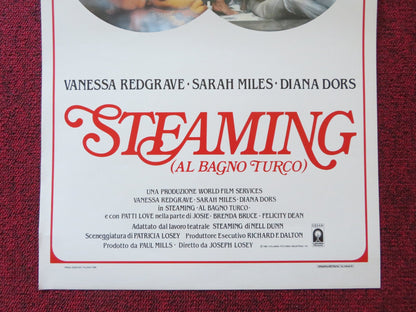 VANESSA REDGRAVE · SARAH MILES · DIANA DORS
STEAMING
(AL BAGNO TURCO)
UNA PRODUZIONE WORLD FILM SERVICES
VANESSA REDGRAVE · SARAH MILES · DIANA DORS
in STEAMING · AL BAGNO TURCO ·
e con PATTI LOVE nella parte di JOSIE · BRENDA BRUCE · FELICITY DEAN
Adattato dal lavoro teatrale STEAMING di NELL DUNN
Sceneggiatura di PATRICIA LOSEY Produttore Esecutivo RICHARD F. DALTON
Prodotto da PAUL MILLS · Diretto da JOSEPH LOSEY